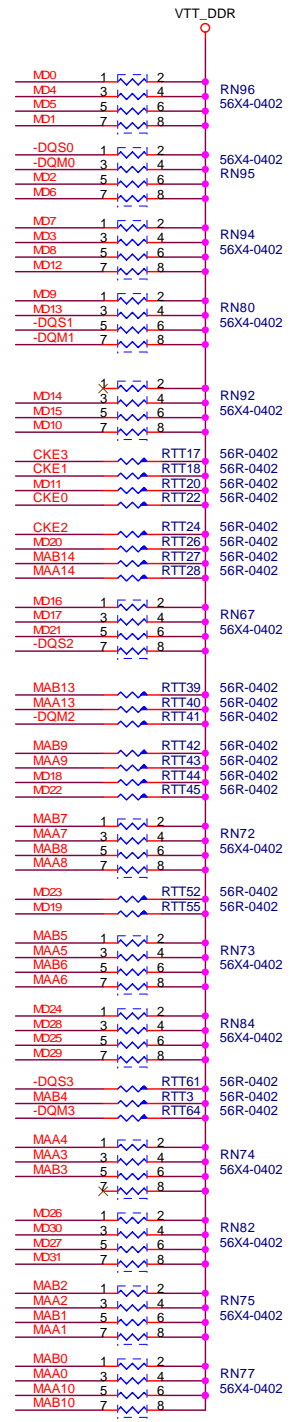 VTT_DDR
MD0 1 2
MD4 3 4 RN96
MD5 5 6 56X4-0402
MD1 7 8
-DQS0 1 2 56X4-0402
-DQM0 3 4 RN95
MD2 5 6
MD6 7 8
MD7 1 2
MD3 3 4 RN94
MD8 5 6 56X4-0402
MD12 7 8
MD9 1 2
MD13 3 4 RN80
-DQS1 5 6 56X4-0402
-DQM1 7 8
1 2
MD14 3 4 RN92
MD15 5 6 56X4-0402
MD10 7 8
CKE3 RTT17 56R-0402
CKE1 RTT18 56R-0402
MD11 RTT20 56R-0402
CKE0 RTT22 56R-0402
CKE2 RTT24 56R-0402
MD20 RTT26 56R-0402
MAB14 RTT27 56R-0402
MAA14 RTT28 56R-0402
MD16 1 2
MD17 3 4 RN67
MD21 5 6 56X4-0402
-DQS2 7 8
MAB13 RTT39 56R-0402
MAA13 RTT40 56R-0402
-DQM2 RTT41 56R-0402
MAB9 RTT42 56R-0402
MAA9 RTT43 56R-0402
MD18 RTT44 56R-0402
MD22 RTT45 56R-0402
MAB7 1 2
MAA7 3 4 RN72
MAB8 5 6 56X4-0402
MAA8 7 8
MD23 RTT52 56R-0402
MD19 RTT55 56R-0402
MAB5 1 2
MAA5 3 4 RN73
MAB6 5 6 56X4-0402
MAA6 7 8
MD24 1 2
MD28 3 4 RN84
MD25 5 6 56X4-0402
MD29 7 8
-DQS3 RTT61 56R-0402
MAB4 RTT3 56R-0402
-DQM3 RTT64 56R-0402
MAA4 1 2
MAA3 3 4 RN74
MAB3 5 6 56X4-0402
7 8
MD26 1 2
MD30 3 4 RN82
MD27 5 6 56X4-0402
MD31 7 8
MAB2 1 2
MAA2 3 4 RN75
MAB1 5 6 56X4-0402
MAA1 7 8
MAB0 1 2
MAA0 3 4 RN77
MAA10 5 6 56X4-0402
MAB10 7 8